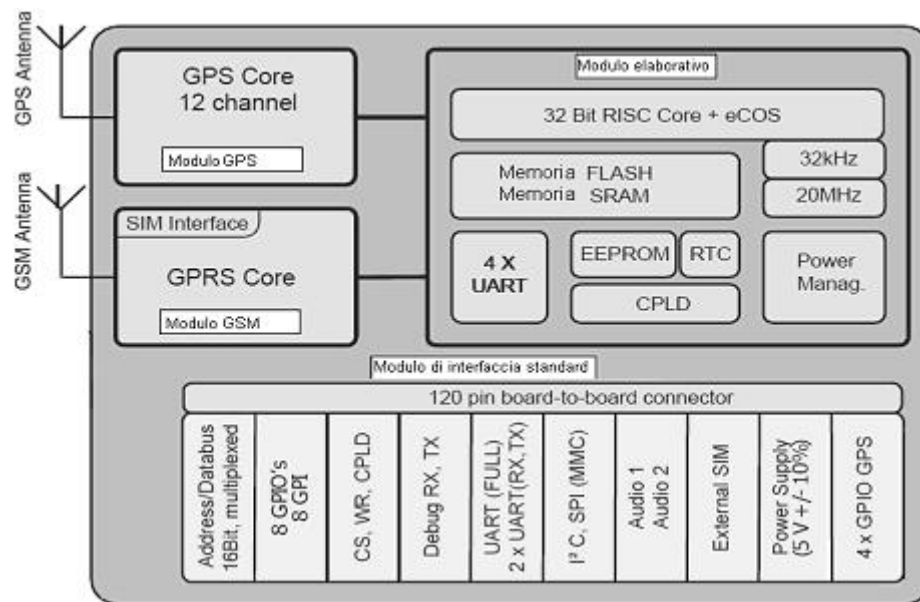 GPS Antenna
GPS Core
12 channel
Modulo GPS
GSM Antenna
SIM Interface
GPRS Core
Modulo GSM
Modulo elaborativo
32 Bit RISC Core + eCOS
Memoria FLASH
Memoria SRAM
32kHz
20MHz
4 X
UART
EEPROM
RTC
CPLD
Power
Manag.
Modulo di interfaccia standard
120 pin board-to-board connector
Address/Databus
16Bit, multiplexed
8 GPIO's
8 GPI
CS, WR, CPLD
Debug RX, TX
UART (FULL)
2 x UART(RX,TX)
I² C, SPI (MMC)
Audio 1
Audio 2
External SIM
Power Supply
(5 V +/- 10%)
4 x GPIO GPS